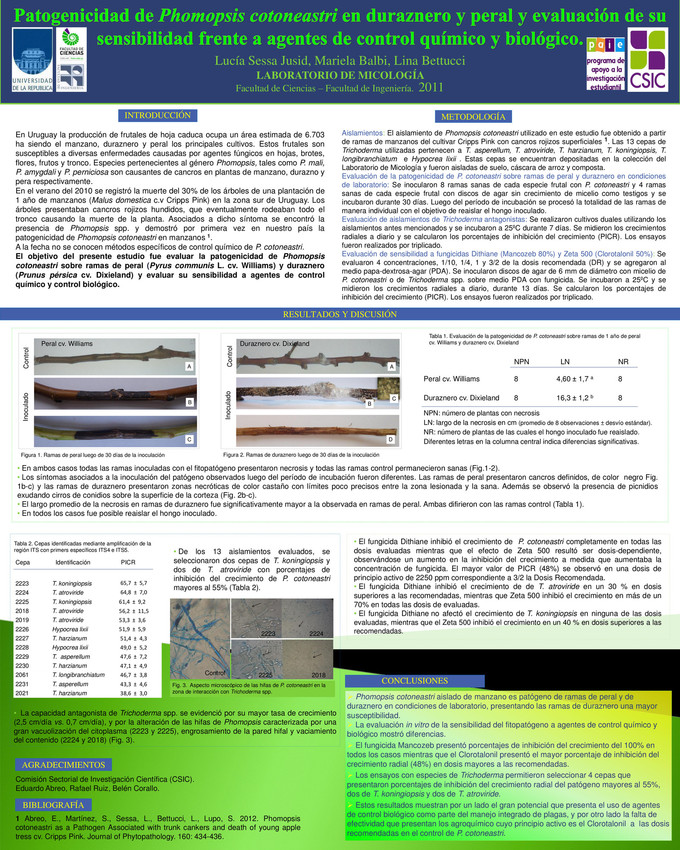 Patogenicidad de Phomopsis cotoneastri en duraznero y peral y evaluación de su
sensibilidad frente a agentes de control químico y biológico.
Lucía Sessa Jusid, Mariela Balbi, Lina Bettucci
LABORATORIO DE MICOLOGÍA
Facultad de Ciencias – Facultad de Ingeniería. 2011
UNIVERSIDAD
DE LA REPUBLICA
FACULTAD DE
CIENCIAS
paie
programa de
apoyo a la
investigación
estudiantil
CSIC
INTRODUCCIÓN
En Uruguay la producción de frutales de hoja caduca ocupa un área estimada de 6.703
ha siendo el manzano, duraznero y peral los principales cultivos. Estos frutales son
susceptibles a diversas enfermedades causadas por agentes fúngicos en hojas, brotes,
flores, frutos y tronco. Especies pertenecientes al género Phomopsis, tales como P. mali,
P. amygdali y P. perniciosa son causantes de cancros en plantas de manzano, durazno y
pera respectivamente.
En el verano del 2010 se registró la muerte del 30% de los árboles de una plantación de
1 año de manzanos (Malus domestica c.v Cripps Pink) en la zona sur de Uruguay. Los
árboles presentaban cancros rojizos hundidos, que eventualmente rodeaban todo el
tronco causando la muerte de la planta. Asociados a dicho síntoma se encontró la
presencia de Phomopsis spp. y demostró por primera vez en nuestro país la
patogenicidad de Phomopsis cotoneastri en manzanos 1.
A la fecha no se conocen métodos específicos de control químico de P. cotoneastri.
El objetivo del presente estudio fue evaluar la patogenicidad de Phomopsis
cotoneastri sobre ramas de peral (Pyrus communis L. cv. Williams) y duraznero
(Prunus pérsica cv. Dixieland) y evaluar su sensibilidad a agentes de control
químico y control biológico.
METODOLOGÍA
Aislamientos: El aislamiento de Phomopsis cotoneastri utilizado en este estudio fue obtenido a partir
de ramas de manzanos del cultivar Cripps Pink con cancros rojizos superficiales 1. Las 13 cepas de
Trichoderma utilizadas pertenecen a T. asperellum, T. atroviride, T. harzianum, T. koningiopsis, T.
longibrachiatum e Hypocrea lixii . Estas cepas se encuentran depositadas en la colección del
Laboratorio de Micología y fueron aisladas de suelo, cáscara de arroz y composta.
Evaluación de la patogenicidad de P. cotoneastri sobre ramas de peral y duraznero en condiciones
de laboratorio: Se inocularon 8 ramas sanas de cada especie frutal con P. cotoneastri y 4 ramas
sanas de cada especie frutal con discos de agar sin crecimiento de micelio como testigos y se
incubaron durante 30 días. Luego del período de incubación se procesó la totalidad de las ramas de
manera individual con el objetivo de reaislar el hongo inoculado.
Evaluación de aislamientos de Trichoderma antagonistas: Se realizaron cultivos duales utilizando los
aislamientos antes mencionados y se incubaron a 25ºC durante 7 días. Se midieron los crecimientos
radiales a diario y se calcularon los porcentajes de inhibición del crecimiento (PICR). Los ensayos
fueron realizados por triplicado.
Evaluación de sensibilidad a fungicidas Dithiane (Mancozeb 80%) y Zeta 500 (Clorotalonil 50%): Se
evaluaron 4 concentraciones, 1/10, 1/4, 1 y 3/2 de la dosis recomendada (DR) y se agregaron al
medio papa-dextrosa-agar (PDA). Se inocularon discos de agar de 6 mm de diámetro con micelio de
P. cotoneastri o de Trichoderma spp. sobre medio PDA con fungicida. Se incubaron a 25ºC y se
midieron los crecimientos radiales a diario, durante 13 días. Se calcularon los porcentajes de
inhibición del crecimiento (PICR). Los ensayos fueron realizados por triplicado.
RESULTADOS Y DISCUSIÓN
Control
Inoculado
Peral cv. Williams
A
B
C
Figura 1. Ramas de peral luego de 30 días de la inoculación
Control
Inoculado
Duraznero cv. Dixieland
A
B
C
D
Figura 2. Ramas de duraznero luego de 30 días de la inoculación
Tabla 1. Evaluación de la patogenicidad de P. cotoneastri sobre ramas de 1 año de peral
cv. Williams y duraznero cv. Dixieland
NPN LN NR
Peral cv. Williams 8 4,60 ± 1,7 a 8
Duraznero cv. Dixieland 8 16,3 ± 1,2 b 8
NPN: número de plantas con necrosis
LN: largo de la necrosis en cm (promedio de 8 observaciones ± desvío estándar).
NR: número de plantas de las cuales el hongo inoculado fue reaislado.
Diferentes letras en la columna central indica diferencias significativas.
• En ambos casos todas las ramas inoculadas con el fitopatógeno presentaron necrosis y todas las ramas control permanecieron sanas (Fig.1-2).
• Los síntomas asociados a la inoculación del patógeno observados luego del período de incubación fueron diferentes. Las ramas de peral presentaron cancros definidos, de color negro Fig.
1b-c) y las ramas de duraznero presentaron zonas necróticas de color castaño con límites poco precisos entre la zona lesionada y la sana. Además se observó la presencia de picnidios
exudando cirros de conidios sobre la superficie de la corteza (Fig. 2b-c).
• El largo promedio de la necrosis en ramas de duraznero fue significativamente mayor a la observada en ramas de peral. Ambas difirieron con las ramas control (Tabla 1).
• En todos los casos fue posible reaislar el hongo inoculado.
Tabla 2. Cepas identificadas mediante amplificación de la
región ITS con primers específicos ITS4 e ITS5.
Cepa Identificación PICR
2223 T. koningiopsis 65,7 ± 5,7
2224 T. atroviride 64,8 ± 7,0
2225 T. koningiopsis 61,4 ± 9,2
2018 T. atroviride 56,2 ± 11,5
2019 T. atroviride 53,3 ± 3,6
2226 Hypocrea lixii 51,9 ± 5,9
2227 T. harzianum 51,4 ± 4,3
2228 Hypocrea lixii 49,0 ± 5,2
2229 T. asperellum 47,6 ± 7,2
2230 T. harzianum 47,1 ± 4,9
2061 T. longibranchiatum 46,7 ± 3,8
2231 T. asperellum 43,3 ± 4,6
2021 T. harzianum 38,6 ± 3,0
• De los 13 aislamientos evaluados, se
seleccionaron dos cepas de T. koningiopsis y
dos de T. atroviride con porcentajes de
inhibición del crecimiento de P. cotoneastri
mayores al 55% (Tabla 2).
Control
2223
2224
2225
2018
Fig. 3. Aspecto microscópico de las hifas de P. cotoneastri en la
zona de interacción con Trichoderma spp.
• El fungicida Dithiane inhibió el crecimiento de P. cotoneastri completamente en todas las
dosis evaluadas mientras que el efecto de Zeta 500 resultó ser dosis-dependiente,
observándose un aumento en la inhibición del crecimiento a medida que aumentaba la
concentración de fungicida. El mayor valor de PICR (48%) se observó en una dosis de
principio activo de 2250 ppm correspondiente a 3/2 la Dosis Recomendada.
• El fungicida Dithiane inhibió el crecimiento de T. atroviride en un 30 % en dosis
superiores a las recomendadas, mientras que Zeta 500 inhibió el crecimiento en más de un
70% en todas las dosis de evaluadas.
• El fungicida Dithiane no afectó el crecimiento de T. koningiopsis en ninguna de las dosis
evaluadas, mientras que el Zeta 500 inhibió el crecimiento en un 40 % en dosis superiores a las
recomendadas.
• La capacidad antagonista de Trichoderma spp. se evidenció por su mayor tasa de crecimiento
(2,5 cm/día vs. 0,7 cm/día), y por la alteración de las hifas de Phomopsis caracterizada por una
gran vacuolización del citoplasma (2223 y 2225), engrosamiento de la pared hifal y vaciamiento
del contenido (2224 y 2018) (Fig. 3).
AGRADECIMIENTOS
Comisión Sectorial de Investigación Científica (CSIC).
Eduardo Abreo, Rafael Ruiz, Belén Corallo.
BIBLIOGRAFÍA
1 Abreo, E., Martínez, S., Sessa, L., Bettucci, L., Lupo, S. 2012. Phomopsis
cotoneastri as a Pathogen Associated with trunk cankers and death of young apple
tress cv. Cripps Pink. Journal of Phytopathology. 160: 434-436.
CONCLUSIONES
Phomopsis cotoneastri aislado de manzano es patógeno de ramas de peral y de
duraznero en condiciones de laboratorio, presentando las ramas de duraznero una mayor
susceptibilidad.
La evaluación in vitro de la sensibilidad del fitopatógeno a agentes de control químico y
biológico mostró diferencias.
El fungicida Mancozeb presentó porcentajes de inhibición del crecimiento del 100% en
todos los casos mientras que el Clorotalonil presentó el mayor porcentaje de inhibición del
crecimiento radial (48%) en dosis mayores a las recomendadas.
Los ensayos con especies de Trichoderma permitieron seleccionar 4 cepas que
presentaron porcentajes de inhibición del crecimiento radial del patógeno mayores al 55%,
dos de T. koningiopsis y dos de T. atroviride.
Estos resultados muestran por un lado el gran potencial que presenta el uso de agentes
de control biológico como parte del manejo integrado de plagas, y por otro lado la falta de
efectividad que presentan los agroquímico cuyo principio activo es el Clorotalonil a las dosis
recomendadas en el control de P. cotoneastri.